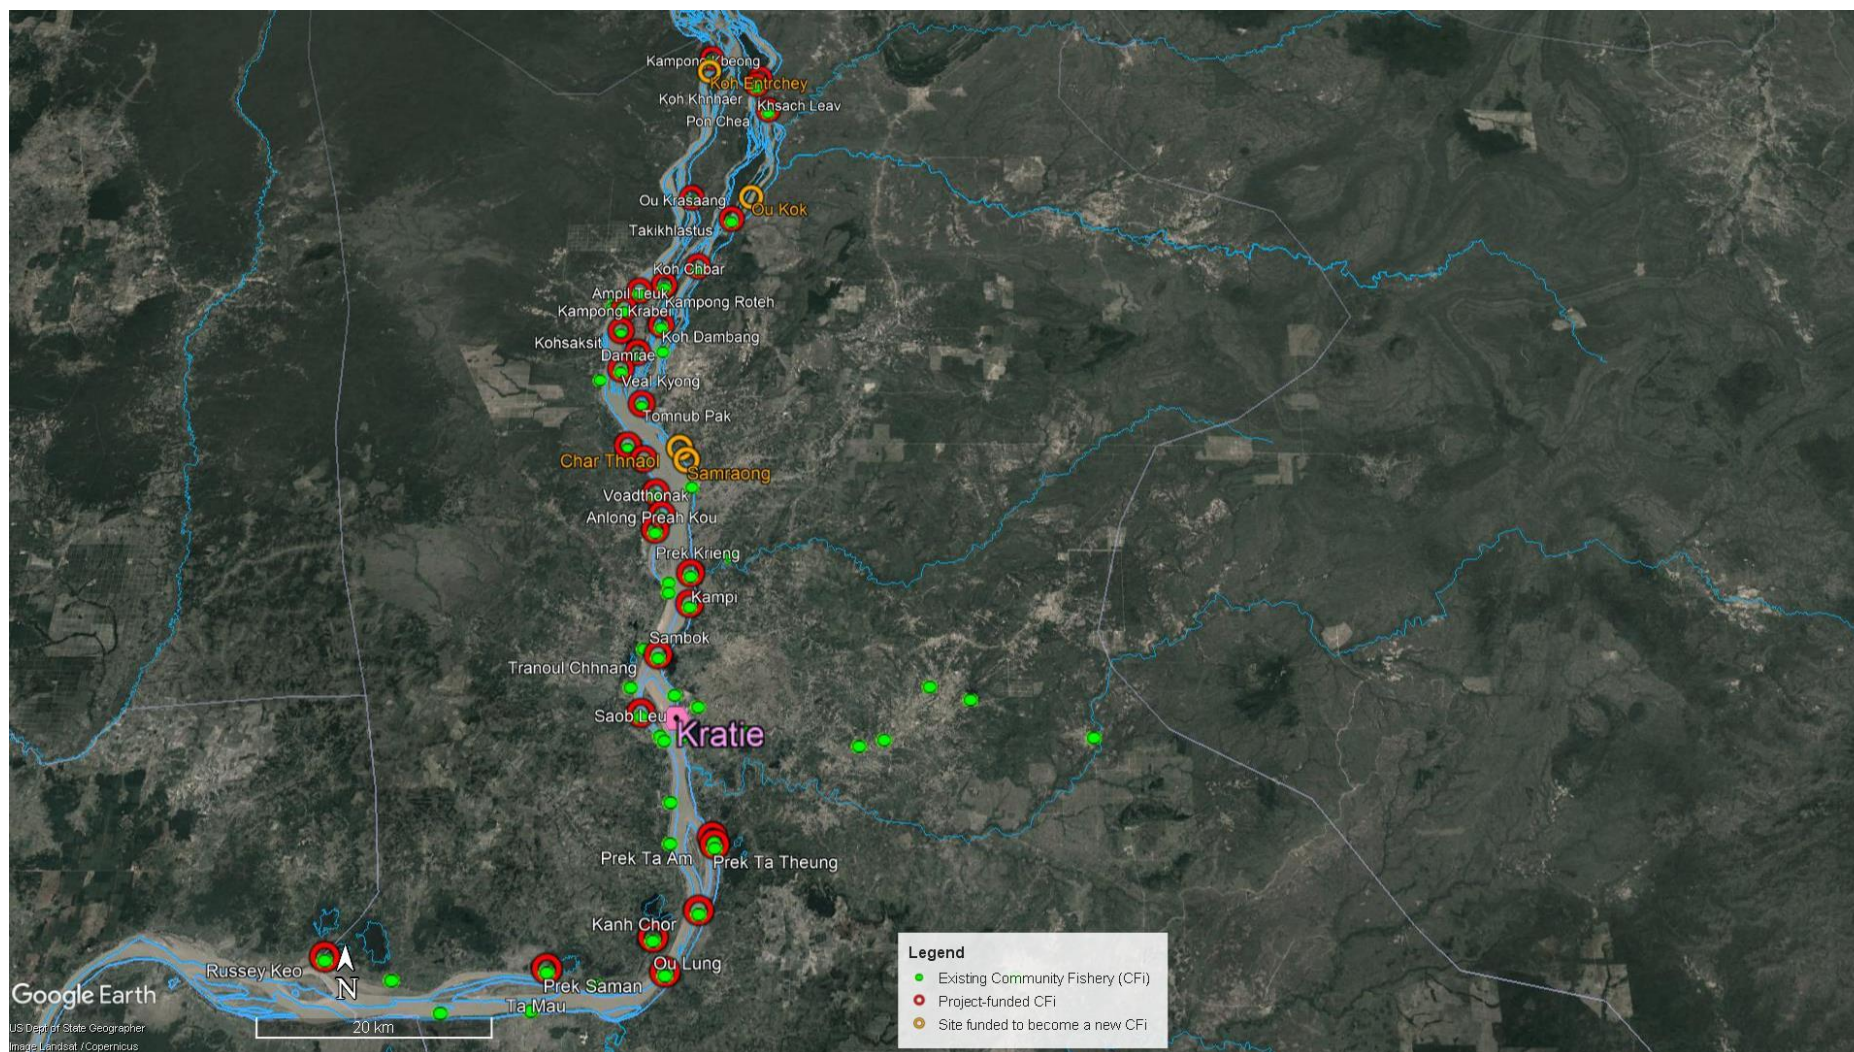 Kampong Kbeong
Koh Entrchey
Koh Khnhaer
Khsach Leav
Pon Chea
Ou Krasaang
Ou Kok
Takikhlastus
Koh Chbar
Ampil Teuk
Kampong Roteh
Kampong Krabei
Koh Dambang
Kohsaksit
Damrae
Veal Kyong
Tomnub Pak
Char Thnaol
Samraong
Voadthonak
Anlong Preah Kou
Prek Krieng
Kampi
Sambok
Tranoul Chhnang
Saob Leu
Kratie
Prek Ta Am
Prek Ta Theung
Kanh Chor
Ou Lung
Russey Keo
N
Prek Saman
Ta Mau
Google Earth
US Dept of State Geographer
Image Landsat / Copernicus
20 km
Legend
Existing Community Fishery (CFi)
Project-funded CFi
Site funded to become a new CFi